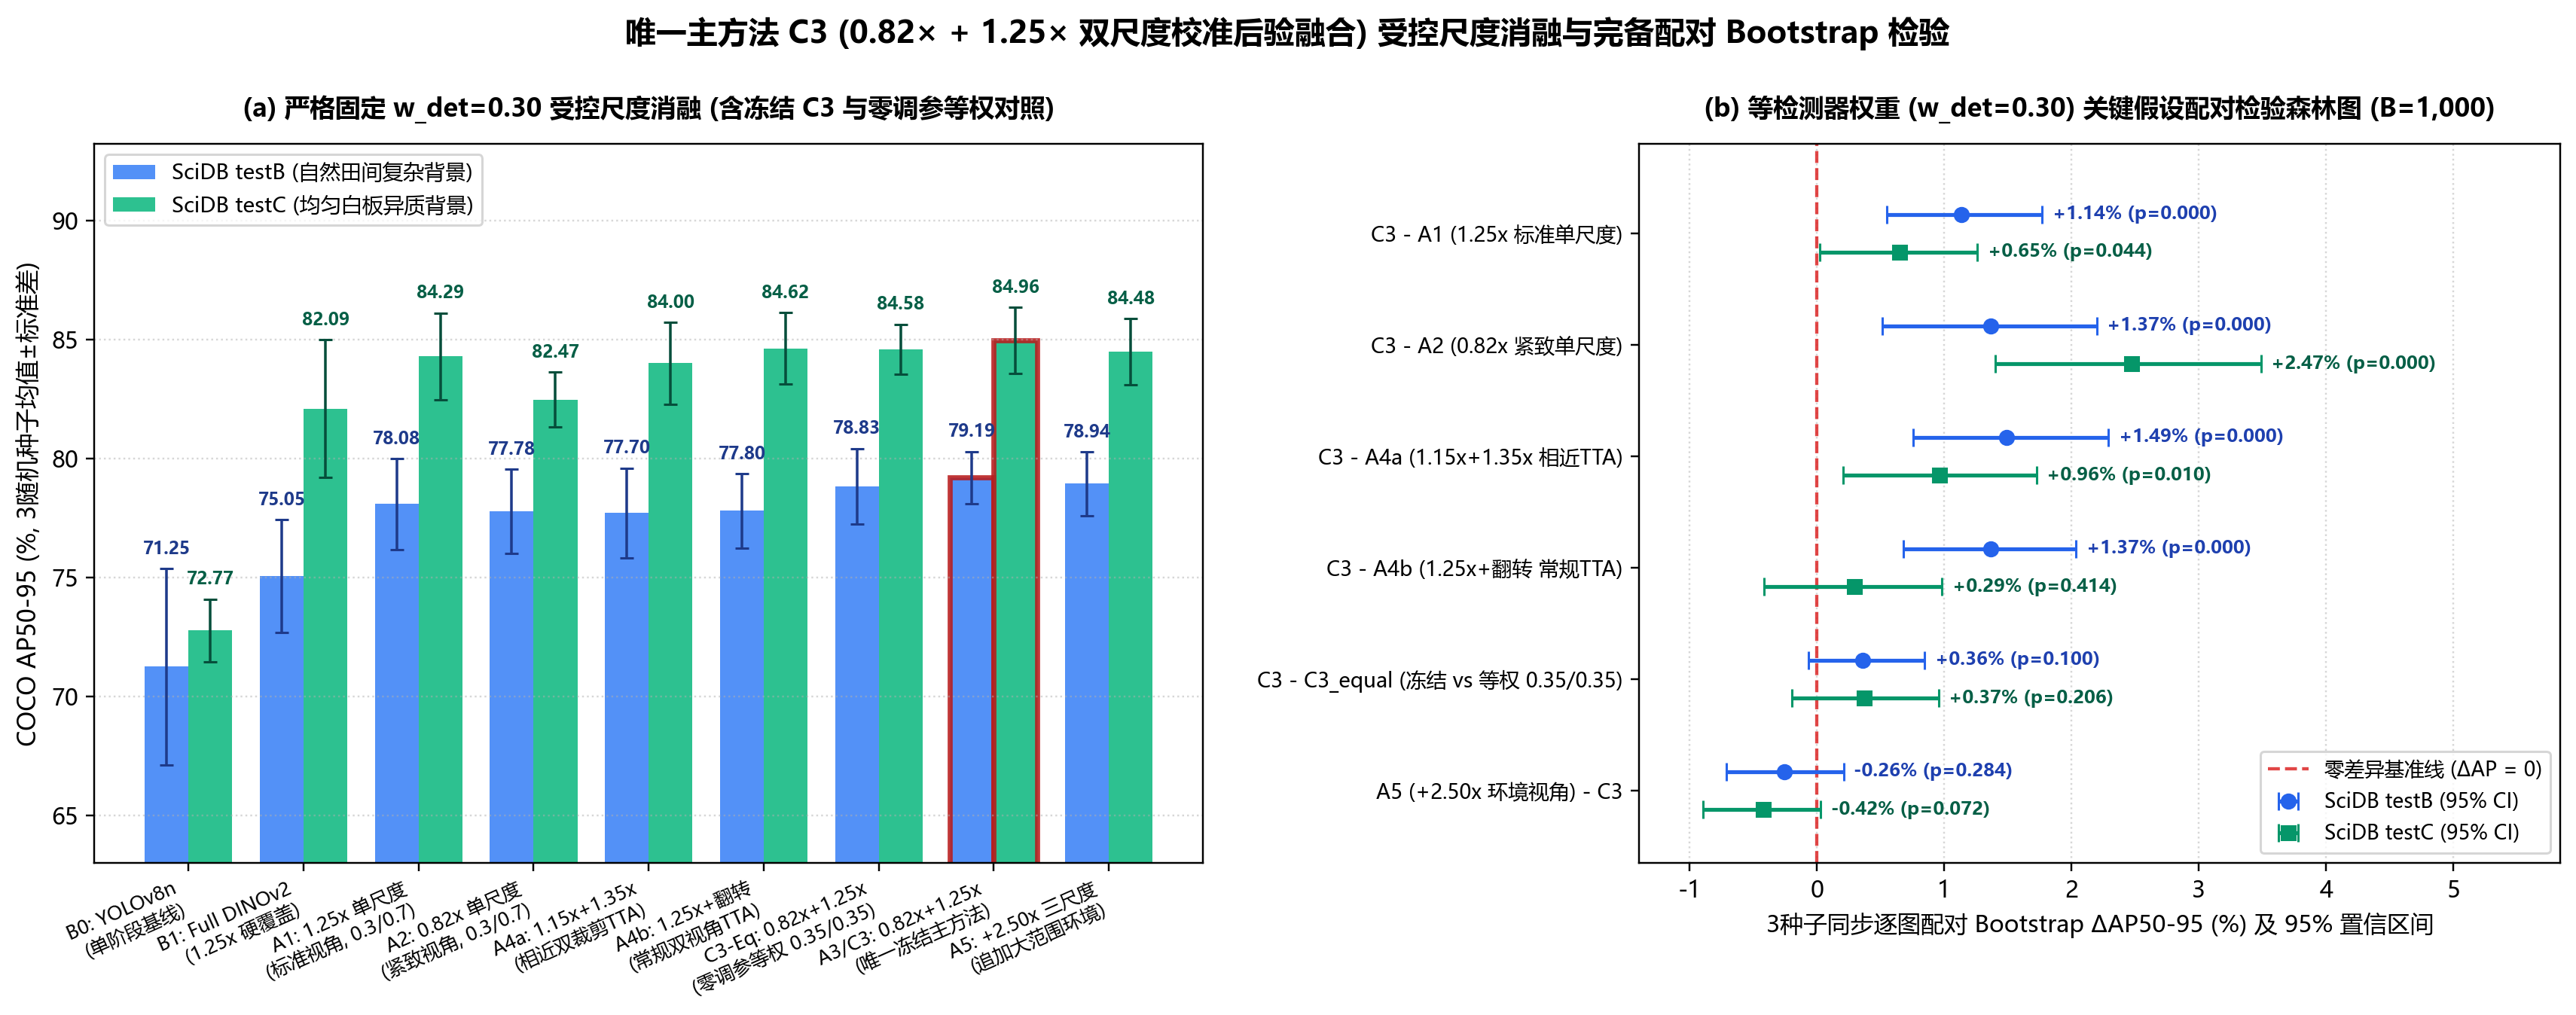 唯一主方法 C3 (0.82× + 1.25× 双尺度校准后验融合) 受控尺度消融与完备配对 Bootstrap 检验
(a) 严格固定 w_det=0.30 受控尺度消融 (含冻结 C3 与零调参等权对照)
SciDB testB (自然田间复杂背景)
SciDB testC (均匀白板异质背景)
COCO AP50-95 (%, 3随机种子均值±标准差)
90
85
80
75
70
65
71.25
72.77
75.05
82.09
78.08
84.29
77.78
82.47
77.70
84.00
77.80
84.62
78.83
84.58
79.19
84.96
78.94
84.48
B0: YOLOv8n
(单阶段基线)
B1: Full DINOv2
(1.25x 硬覆盖)
A1: 1.25x 单尺度
(标准视角, 0.3/0.7)
A2: 0.82x 单尺度
(紧致视角, 0.3/0.7)
A4a: 1.15x+1.35x
(相近双裁剪TTA)
A4b: 1.25x+翻转
(常规双视角TTA)
C3-Eq: 0.82x+1.25x
(零调参等权 0.35/0.35)
A3/C3: 0.82x+1.25x
(唯一冻结主方法)
A5: +2.50x 三尺度
(追加大范围环境)
(b) 等检测器权重 (w_det=0.30) 关键假设配对检验森林图 (B=1,000)
C3 - A1 (1.25x 标准单尺度)
+1.14% (p=0.000)
+0.65% (p=0.044)
C3 - A2 (0.82x 紧致单尺度)
+1.37% (p=0.000)
+2.47% (p=0.000)
C3 - A4a (1.15x+1.35x 相近TTA)
+1.49% (p=0.000)
+0.96% (p=0.010)
C3 - A4b (1.25x+翻转 常规TTA)
+1.37% (p=0.000)
+0.29% (p=0.414)
C3 - C3_equal (冻结 vs 等权 0.35/0.35)
+0.36% (p=0.100)
+0.37% (p=0.206)
A5 (+2.50x 环境视角) - C3
-0.26% (p=0.284)
-0.42% (p=0.072)
零差异基准线 (ΔAP = 0)
SciDB testB (95% CI)
SciDB testC (95% CI)
-1
0
1
2
3
4
5
3种子同步逐图配对 Bootstrap ΔAP50-95 (%) 及 95% 置信区间